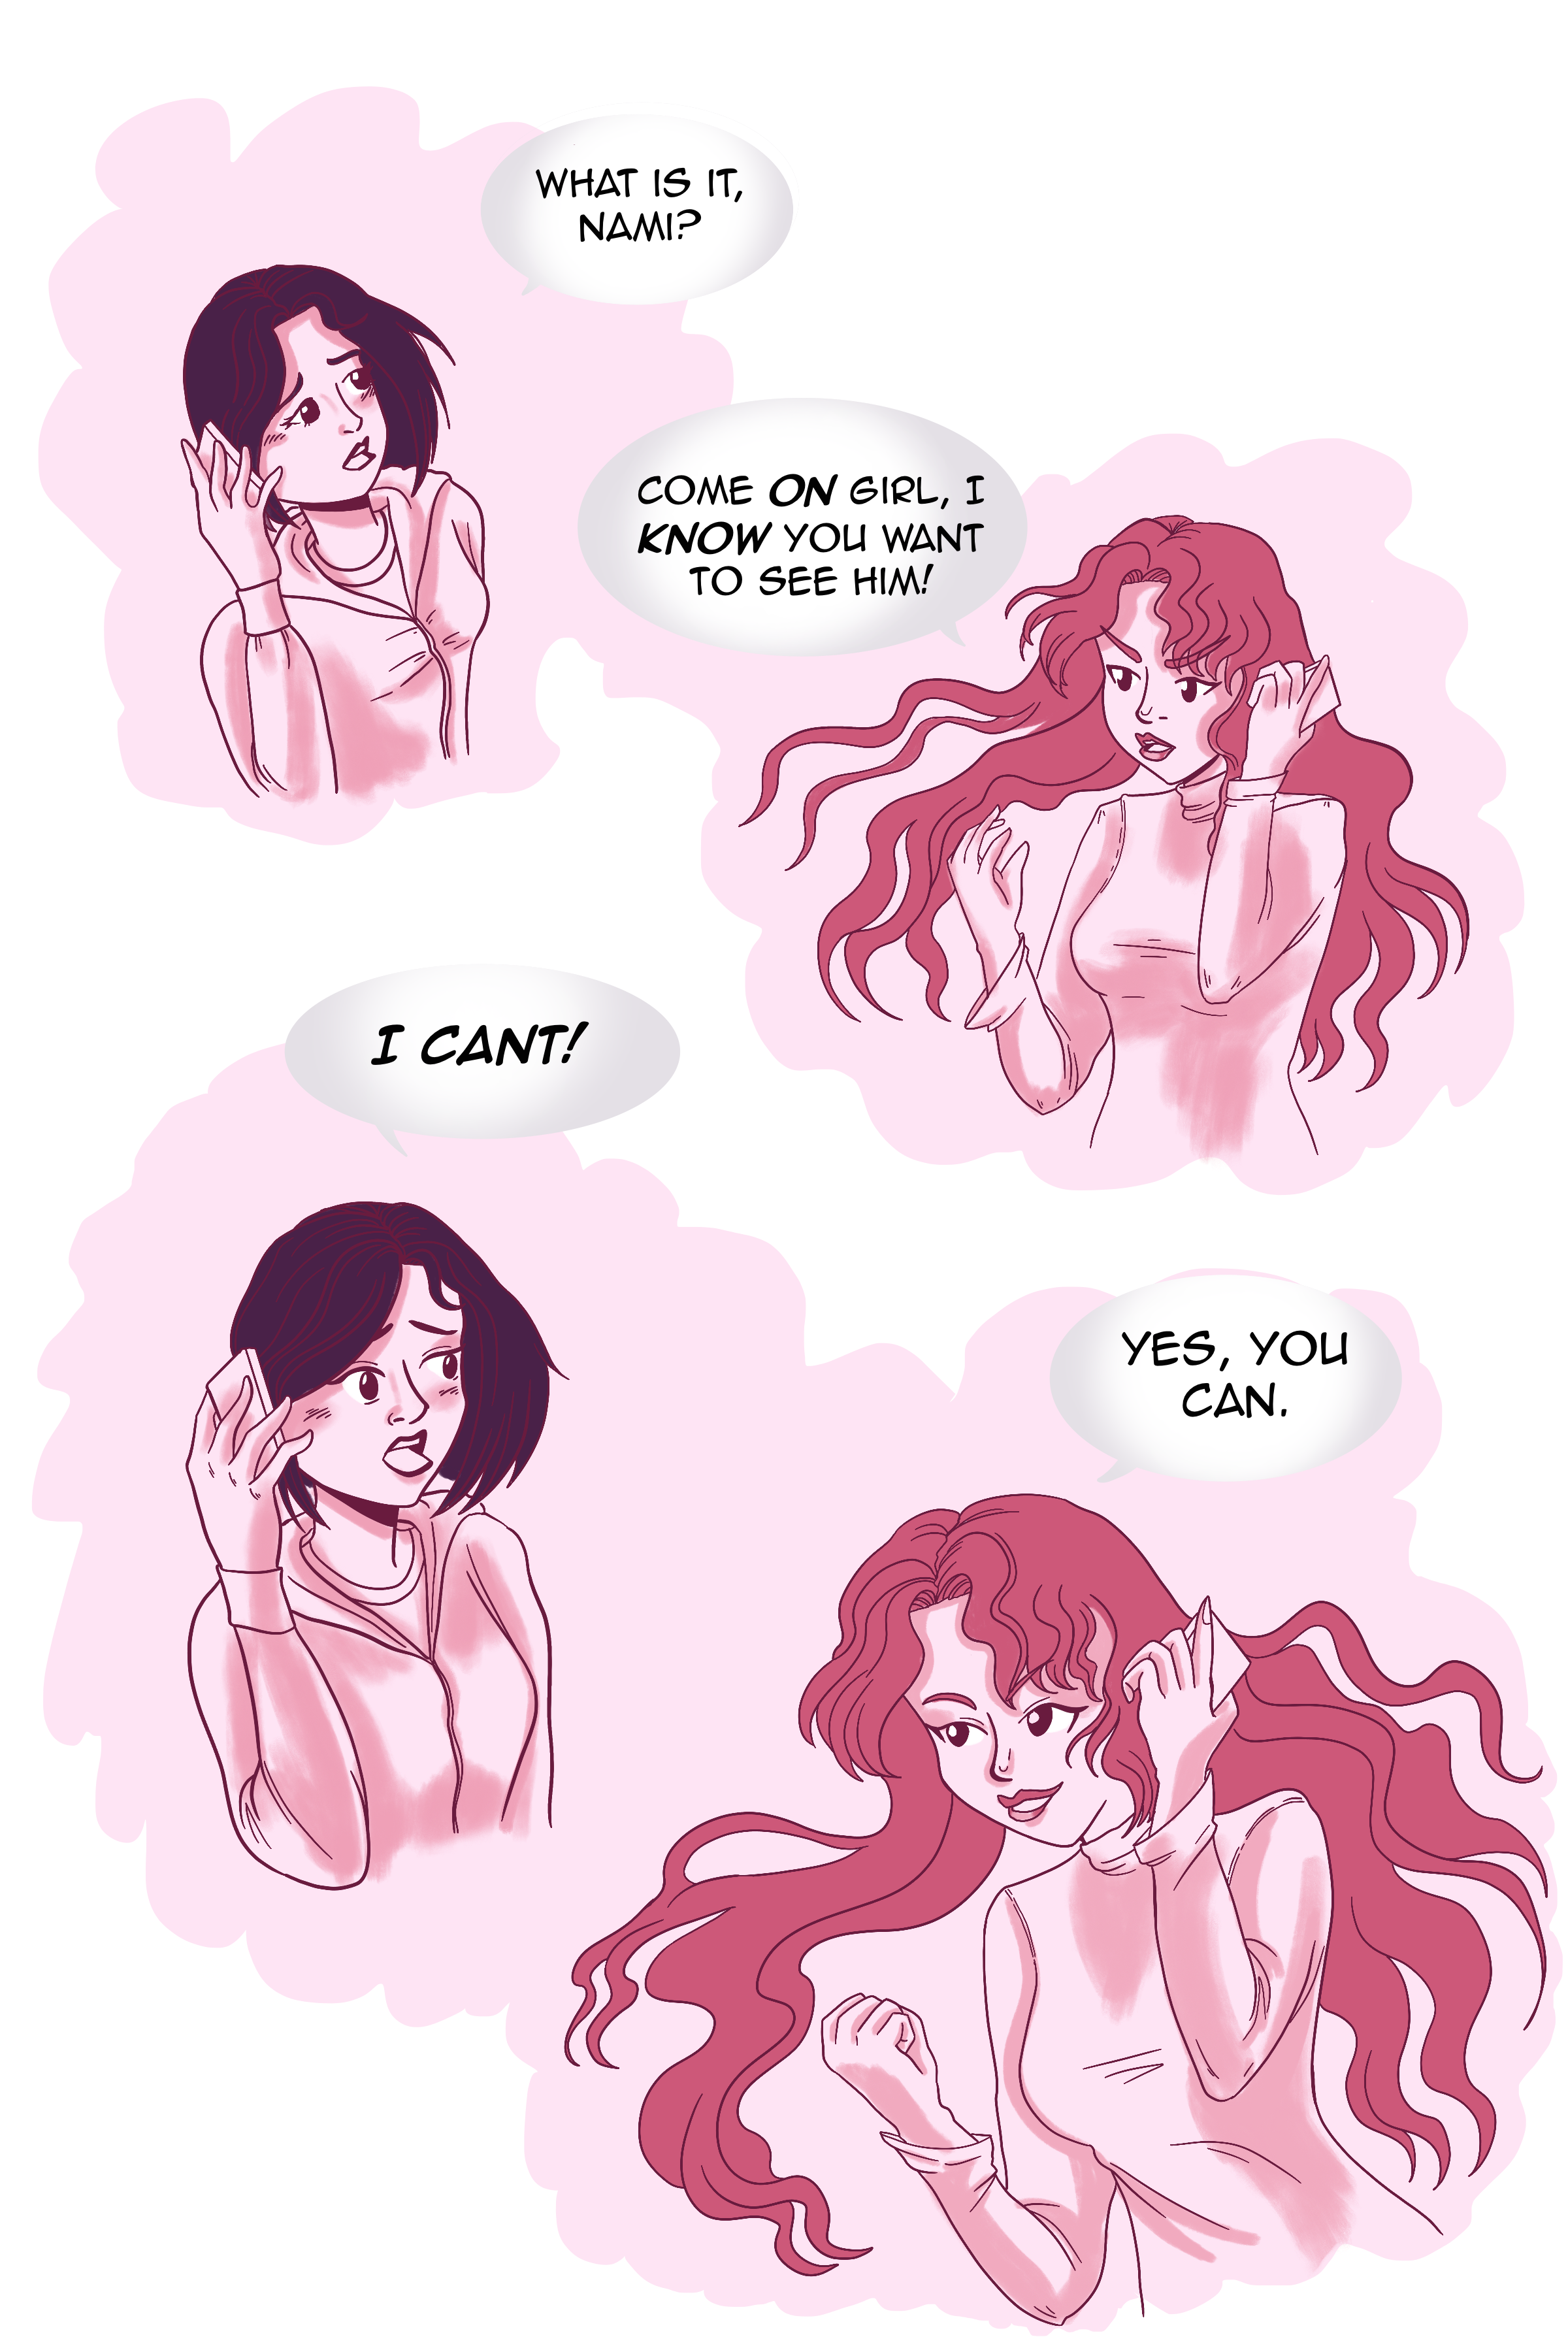 WHAT IS IT,
NAMI?
COME ON GIRL, I
KNOW YOU WANT
TO SEE HIM!
I CANT!
YES, YOU
CAN.